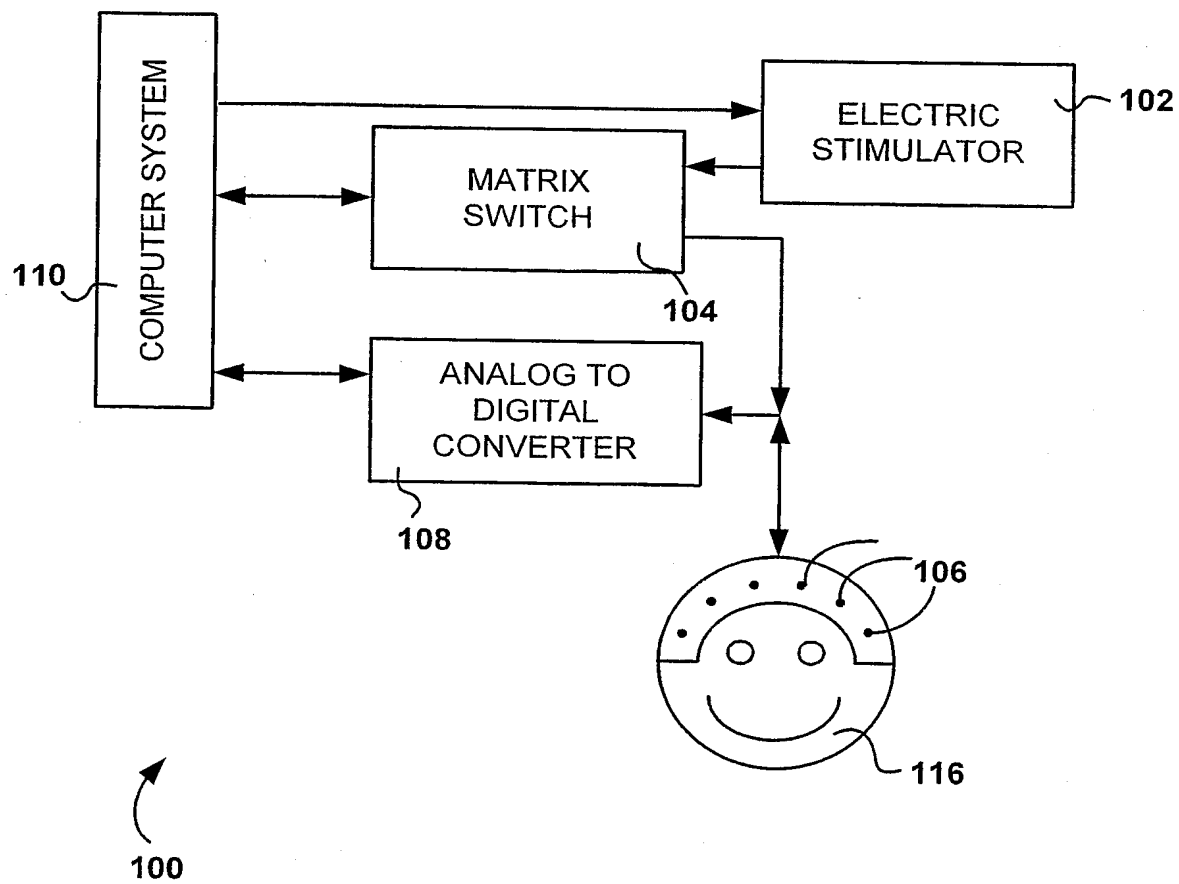 COMPUTER SYSTEM
110
ELECTRIC
STIMULATOR
102
MATRIX
SWITCH
104
ANALOG TO
DIGITAL
CONVERTER
108
106
116
100